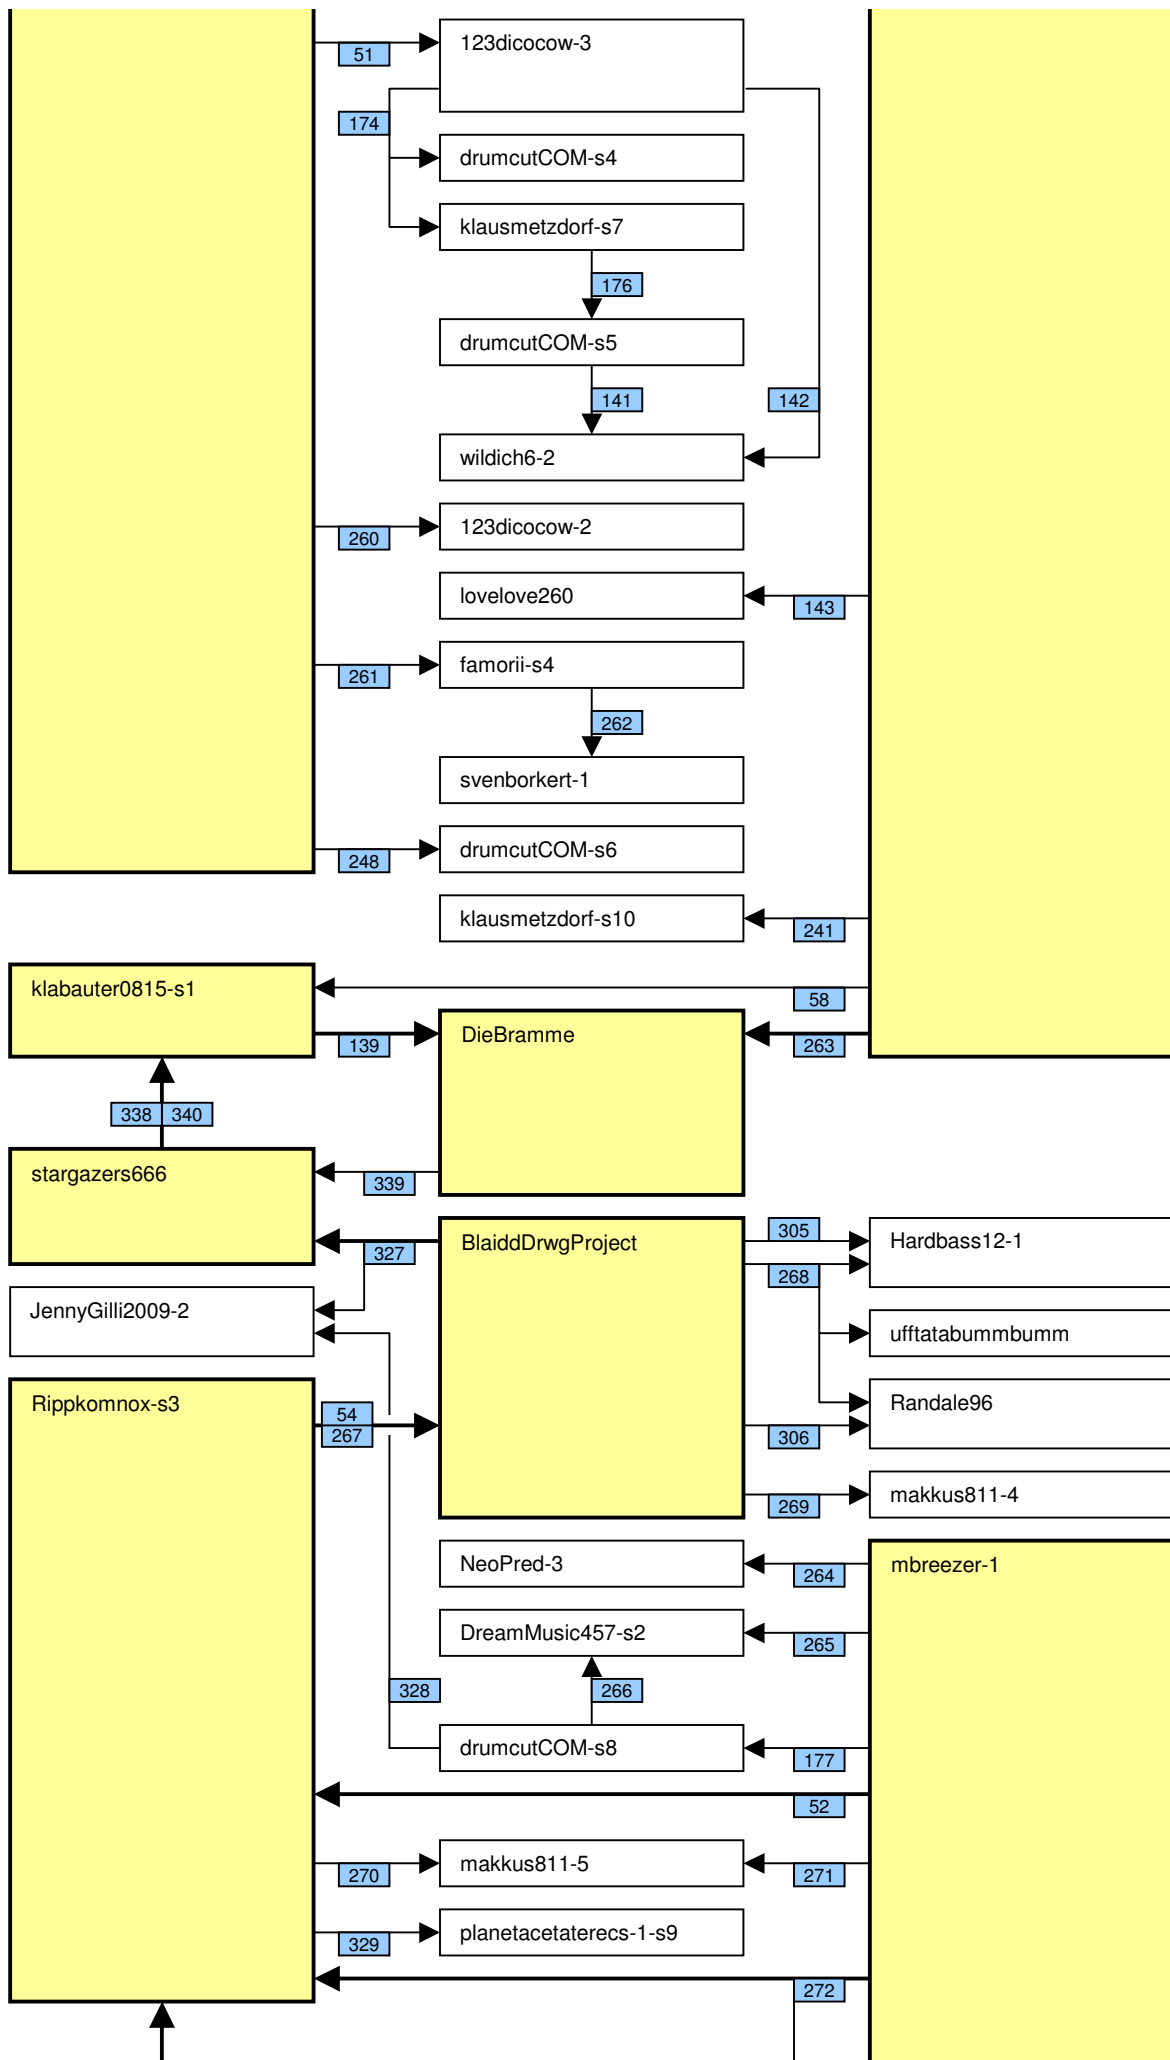 123dicocow-3
51
174
drumcutCOM-s4
klausmetzdorf-s7
176
drumcutCOM-s5
141
142
wildich6-2
123dicocow-2
260
lovelove260
143
famorii-s4
261
262
svenborkert-1
drumcutCOM-s6
248
klausmetzdorf-s10
241
klabauter0815-s1
58
DieBramme
139
263
338 340
stargazers666
339
305
BlaiddDrwgProject
Hardbass12-1
327
268
JennyGilli2009-2
ufftatabummbumm
Rippkomnox-s3
Randale96
54
267
306
makkus811-4
269
NeoPred-3
mbreezer-1
264
DreamMusic457-s2
265
328
266
drumcutCOM-s8
177
52
makkus811-5
270
271
planetacetaterecs-1-s9
329
272